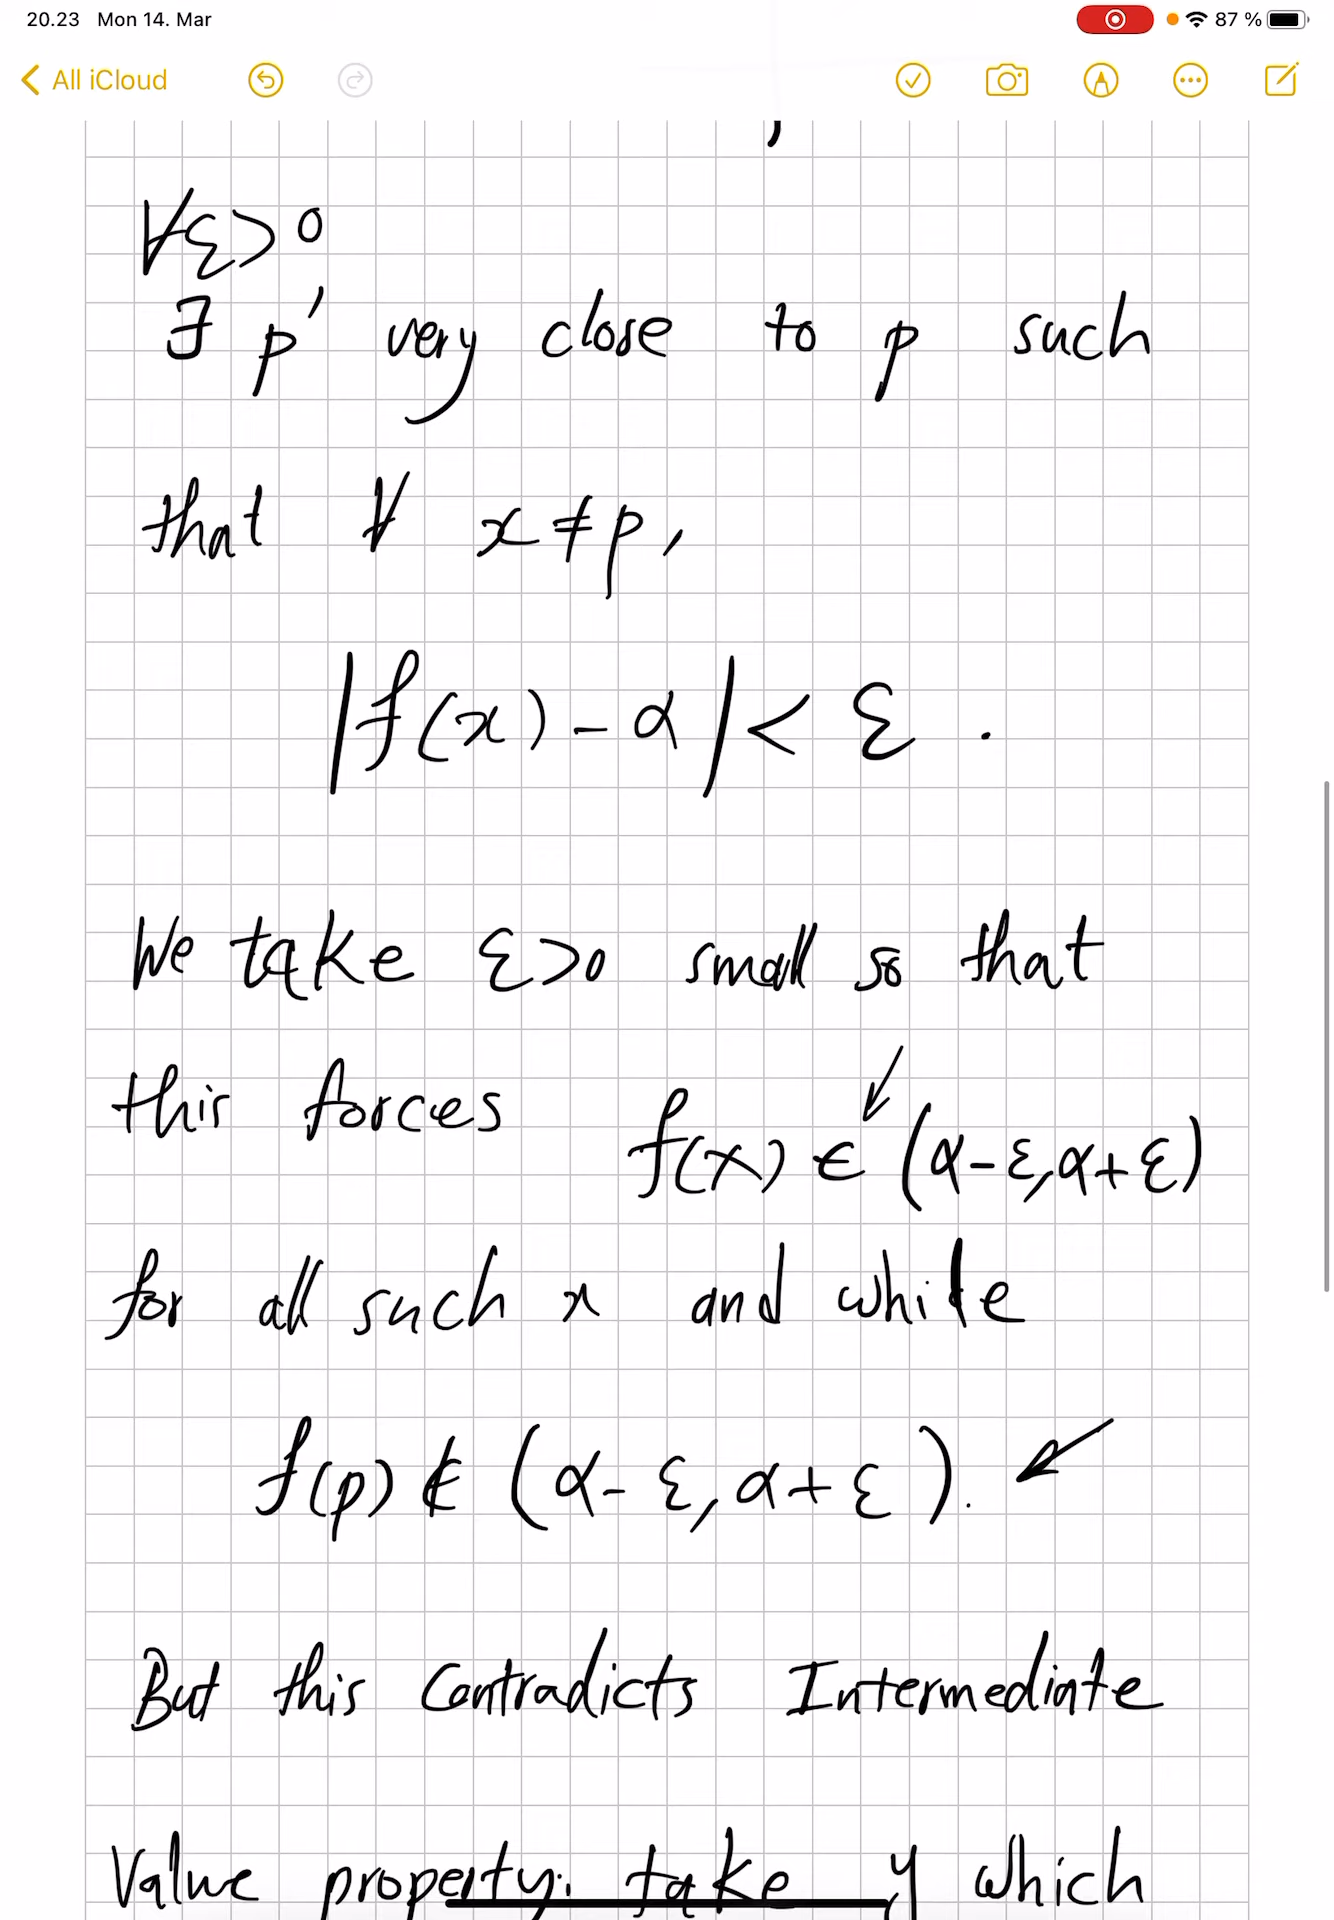 20.23 Mon 14. Mar
87 %
All iCloud
∀ε>0
∃ p' very close to p such
that ∀ x≠p,
|f(x)-α|<ε.
We take ε>0 small so that
this forces f(x)∈(α-ε,α+ε)
for all such x and while
f(p)∉(α-ε,α+ε).
But this Contradicts Intermediate
Value property: take y which